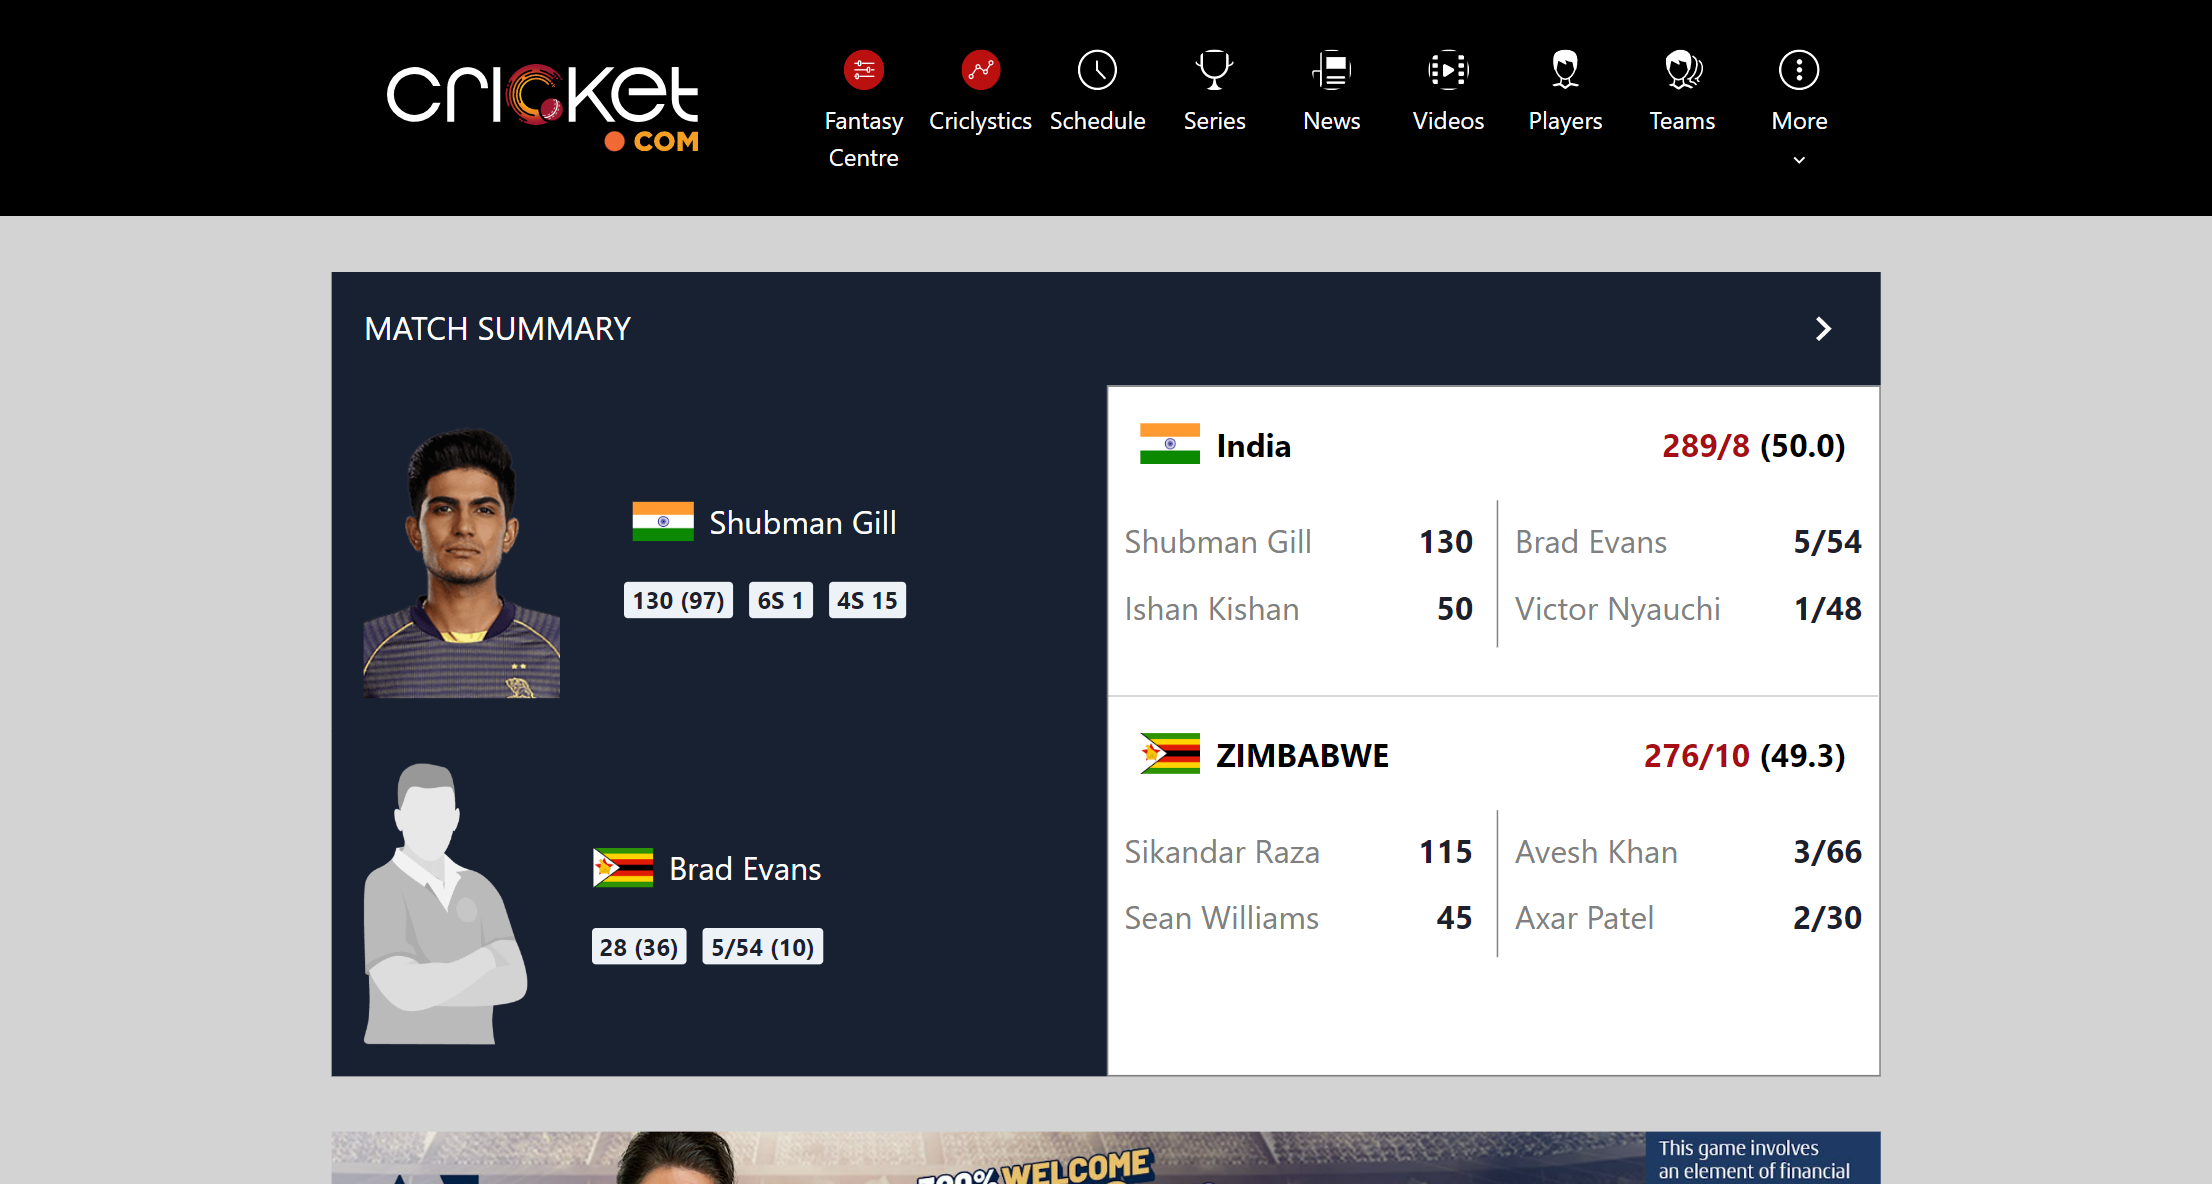 cricket
.COM
Fantasy
Centre
Criclystics
Schedule
Series
News
Videos
Players
Teams
More
MATCH SUMMARY
Shubman Gill
130 (97) 6S 1 4S 15
Brad Evans
28 (36) 5/54 (10)
India 289/8 (50.0)
Shubman Gill 130 Brad Evans 5/54
Ishan Kishan 50 Victor Nyauchi 1/48
ZIMBABWE 276/10 (49.3)
Sikandar Raza 115 Avesh Khan 3/66
Sean Williams 45 Axar Patel 2/30
WELCOME
This game involves
an element of financial